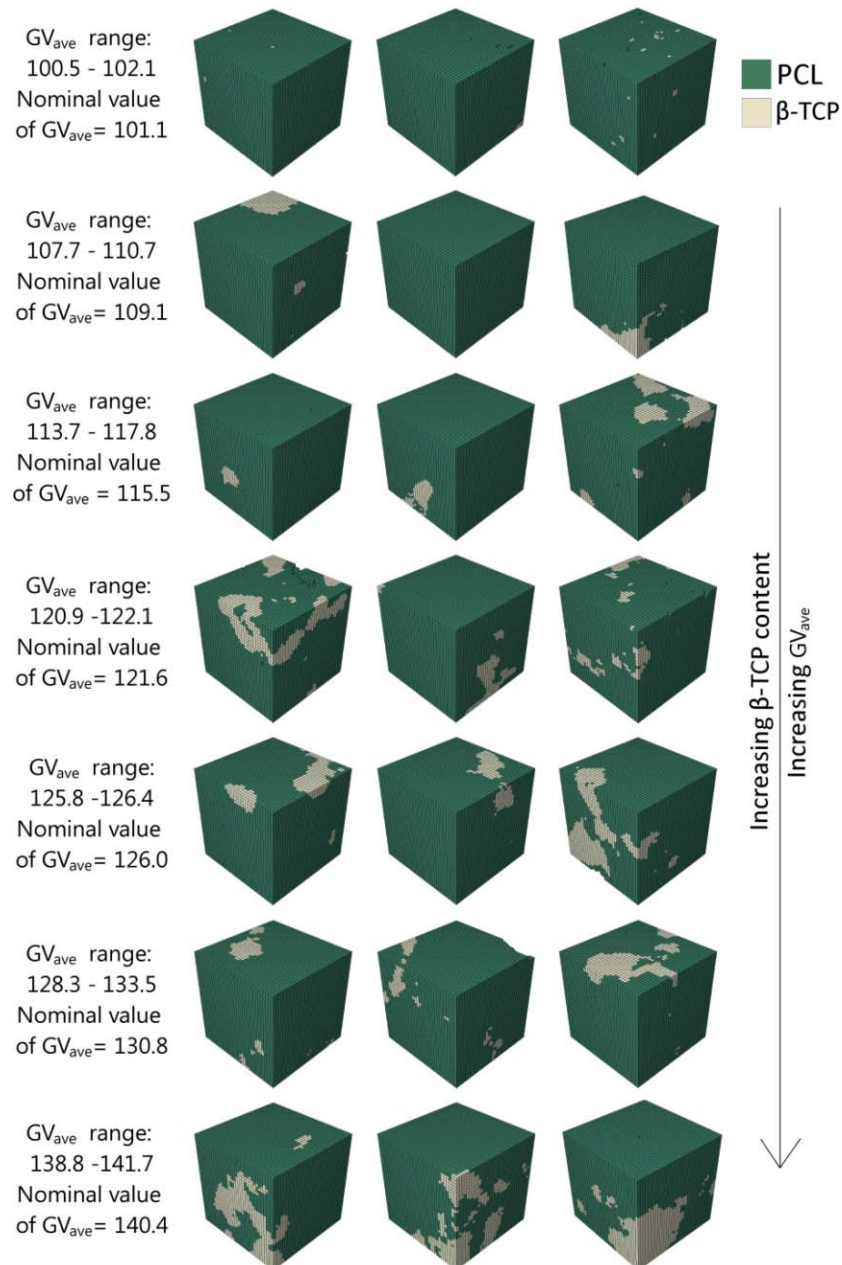 GVave range:
100.5 - 102.1
Nominal value
of GVave= 101.1
PCL
β-TCP
GVave range:
107.7 - 110.7
Nominal value
of GVave= 109.1
GVave range:
113.7 - 117.8
Nominal value
of GVave = 115.5
GVave range:
120.9 -122.1
Nominal value
of GVave= 121.6
GVave range:
125.8 -126.4
Nominal value
of GVave= 126.0
GVave range:
128.3 - 133.5
Nominal value
of GVave= 130.8
GVave range:
138.8 -141.7
Nominal value
of GVave= 140.4
Increasing β-TCP content
Increasing GVave